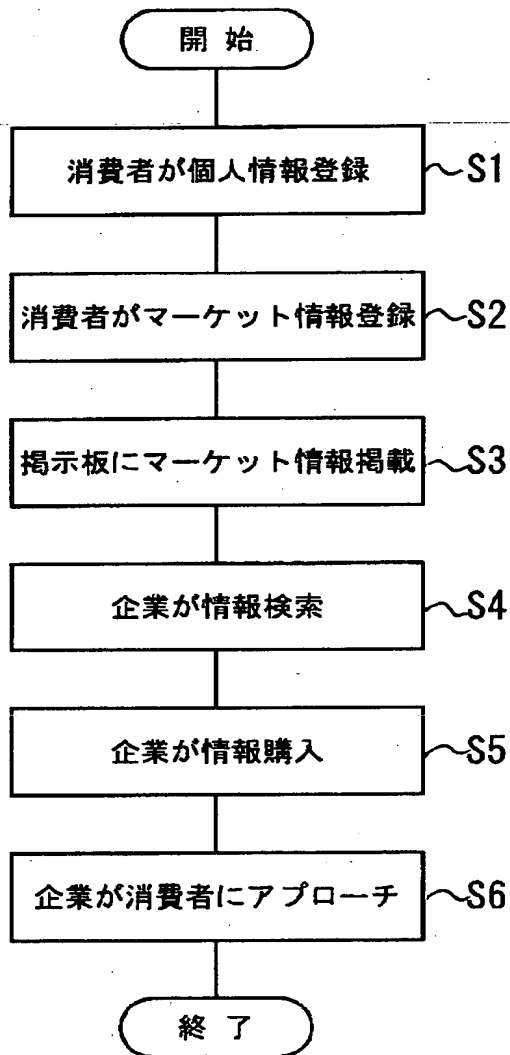 開始
消費者が個人情報登録 S1
消費者がマーケット情報登録 S2
掲示板にマーケット情報掲載 S3
企業が情報検索 S4
企業が情報購入 S5
企業が消費者にアプローチ S6
終了